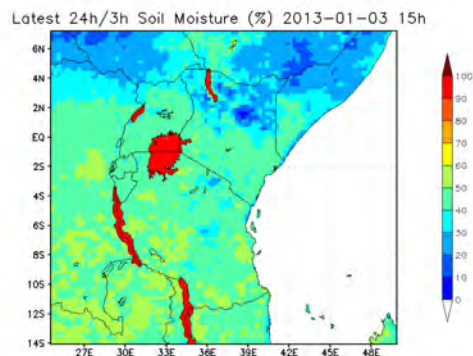 Latest 24h/3h Soil Moisture (%) 2013-01-03 15h
6N
4N
2N
EQ
2S
4S
6S
8S
10S
12S
14S
27E 30E 33E 36E 39E 42E 45E 48E
100
90
80
70
60
50
40
30
20
10
0